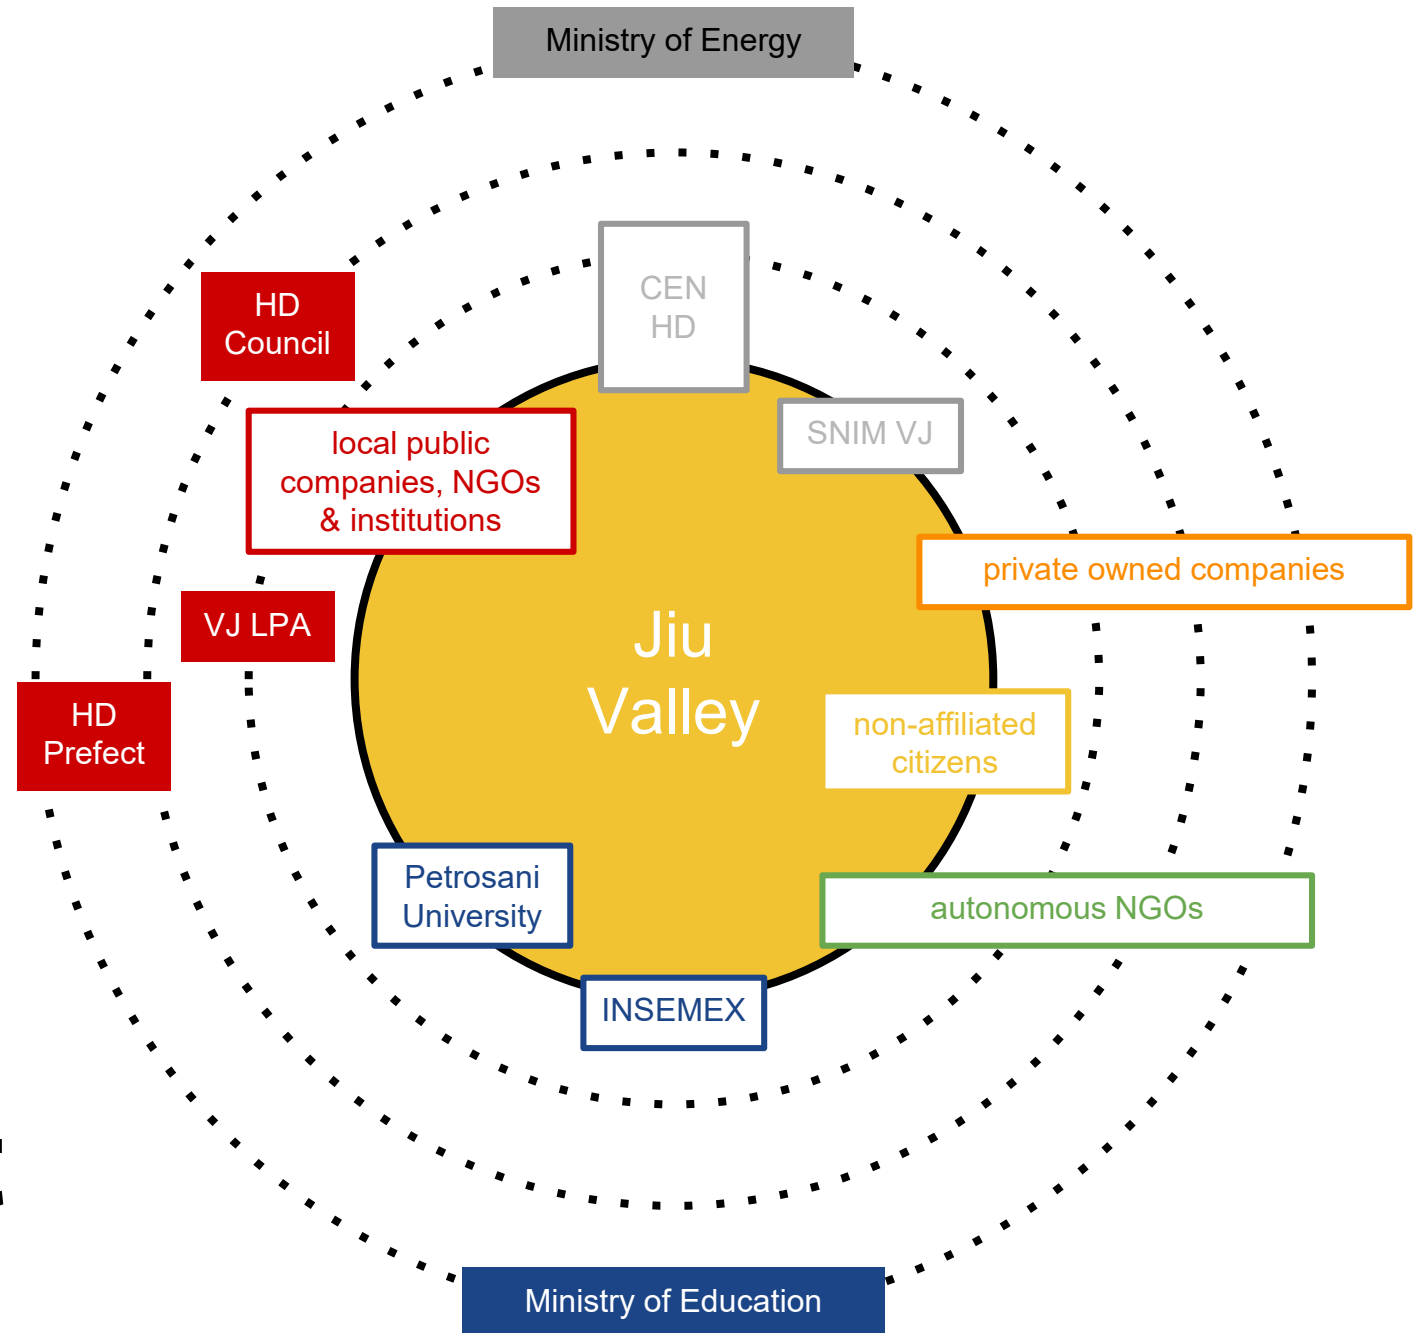 Ministry of Energy
HD
Council
CEN
HD
local public
companies, NGOs
& institutions
SNIM VJ
private owned companies
VJ LPA
Jiu
Valley
HD
Prefect
non-affiliated
citizens
Petrosani
University
autonomous NGOs
INSEMEX
Ministry of Education